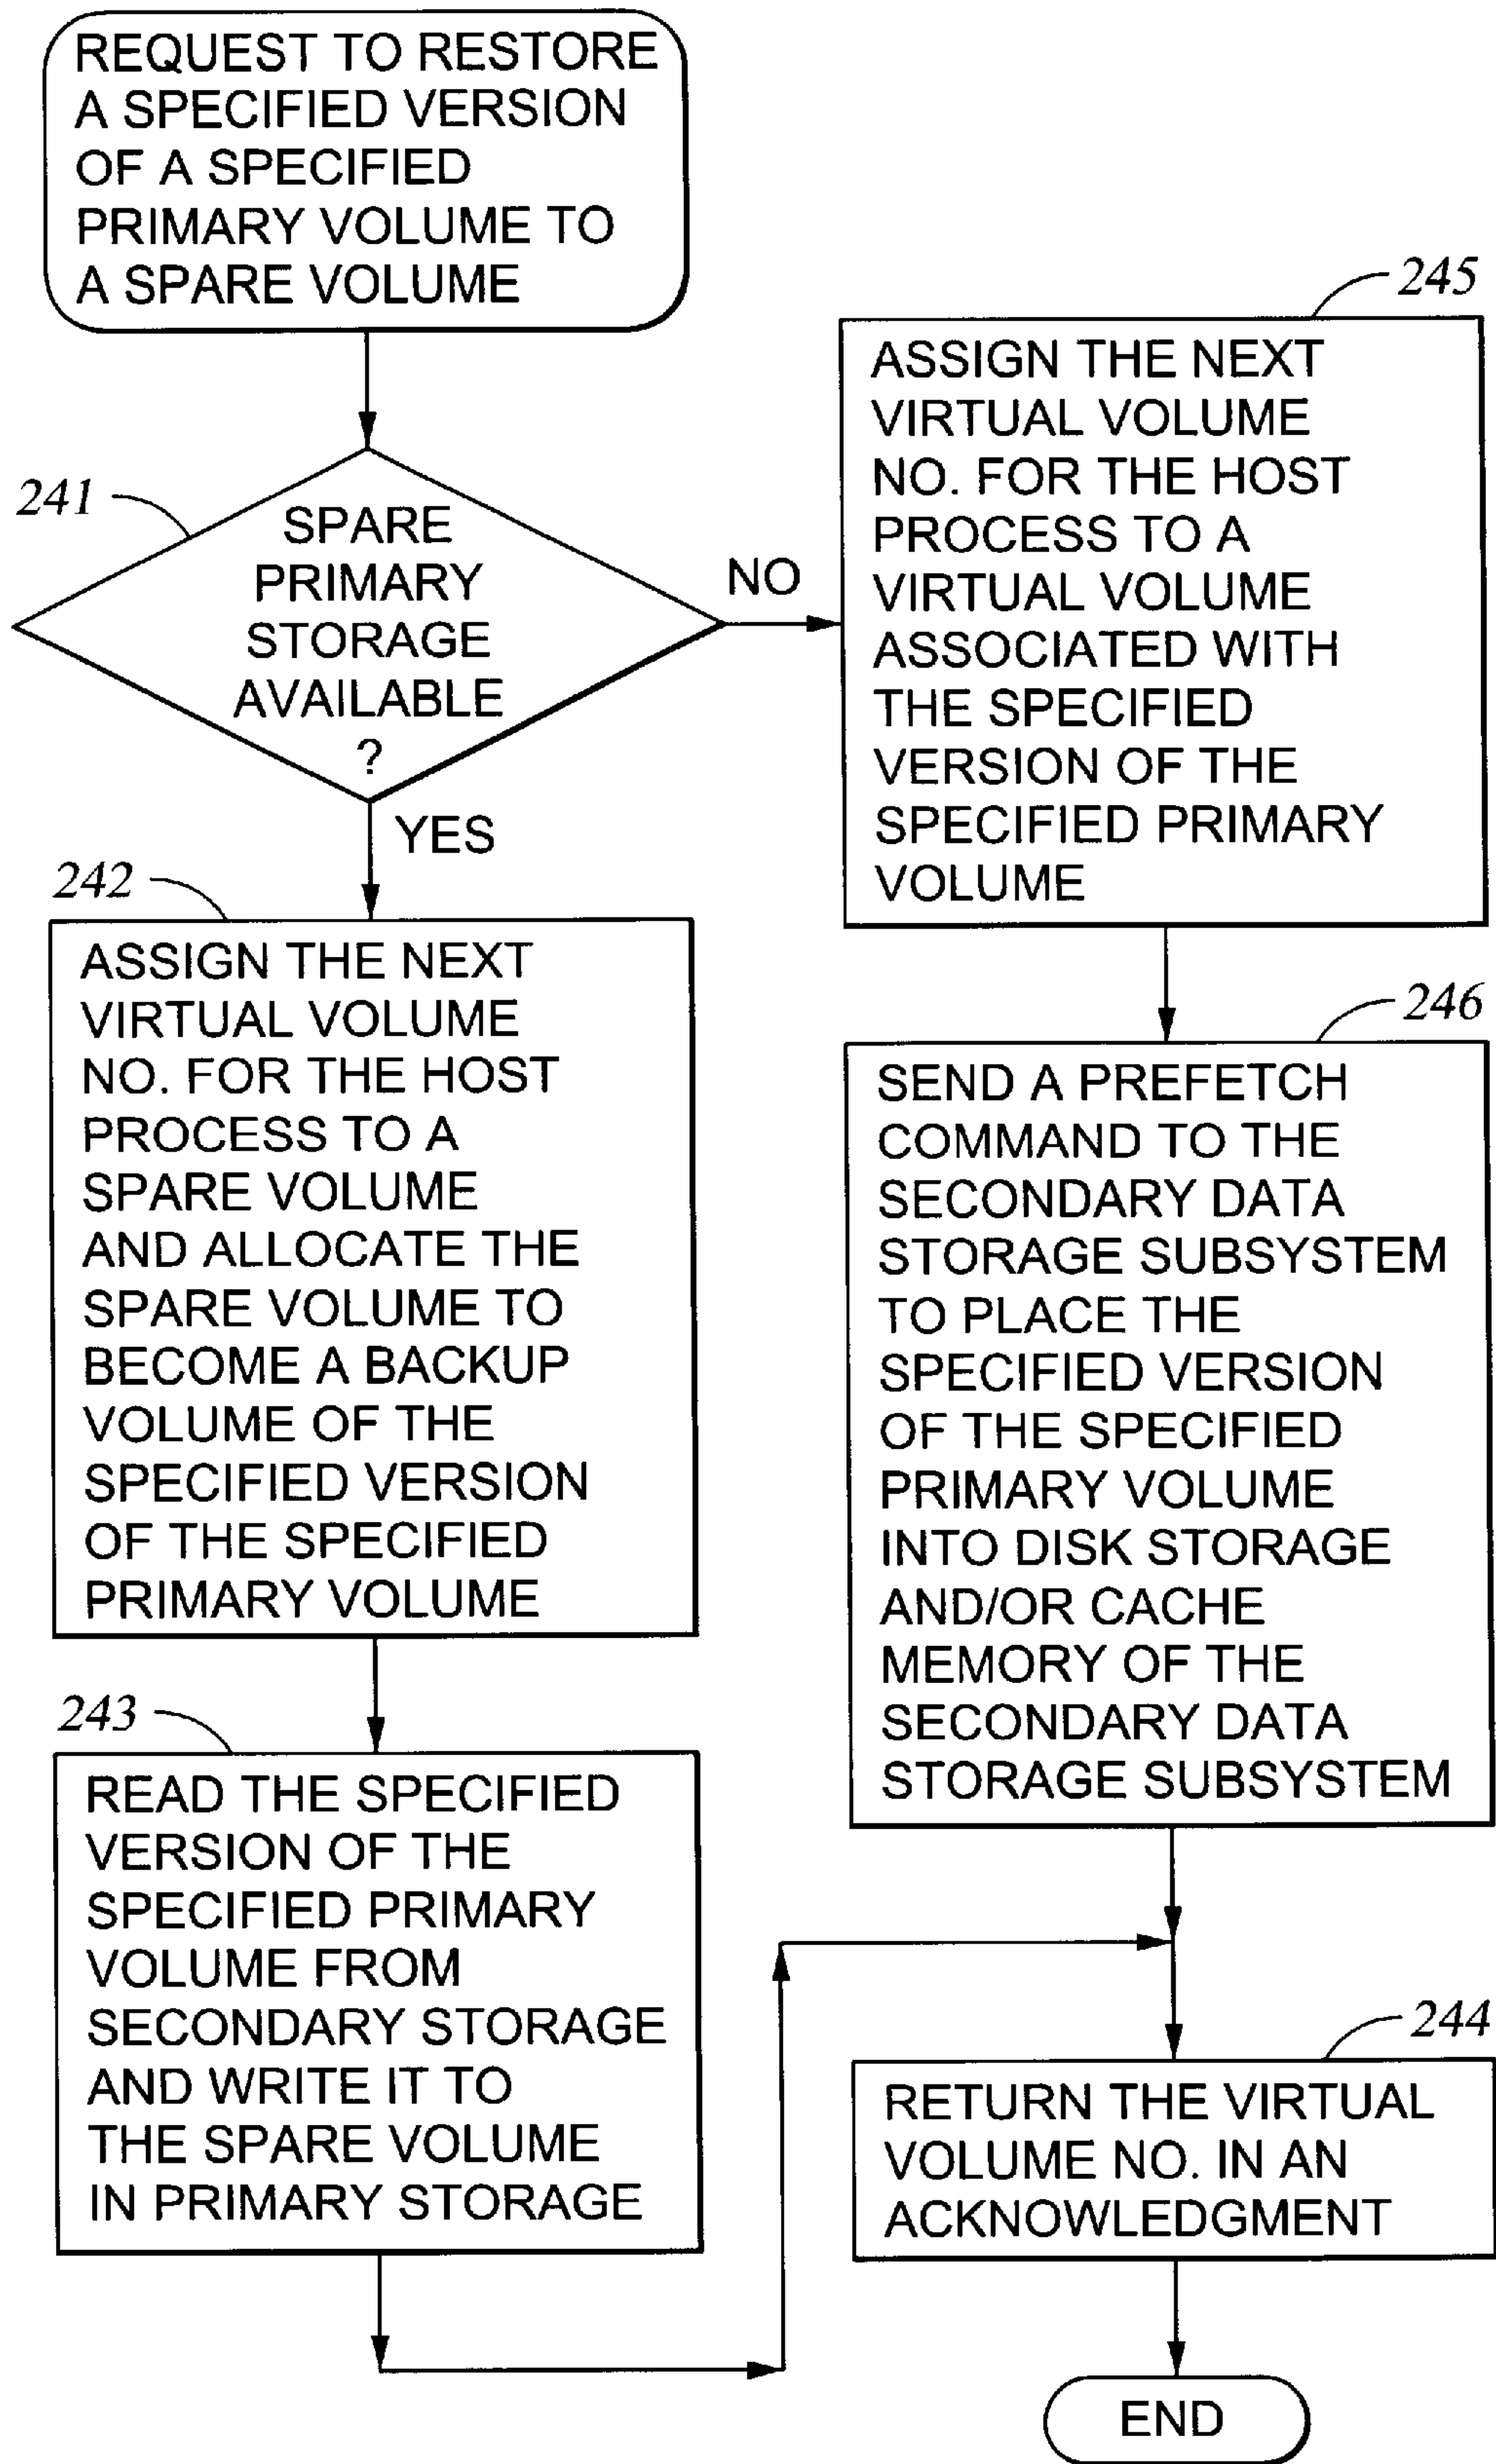 REQUEST TO RESTORE
A SPECIFIED VERSION
OF A SPECIFIED
PRIMARY VOLUME TO
A SPARE VOLUME
241
SPARE
PRIMARY
STORAGE
AVAILABLE
?
NO
YES
242
ASSIGN THE NEXT
VIRTUAL VOLUME
NO. FOR THE HOST
PROCESS TO A
SPARE VOLUME
AND ALLOCATE THE
SPARE VOLUME TO
BECOME A BACKUP
VOLUME OF THE
SPECIFIED VERSION
OF THE SPECIFIED
PRIMARY VOLUME
243
READ THE SPECIFIED
VERSION OF THE
SPECIFIED PRIMARY
VOLUME FROM
SECONDARY STORAGE
AND WRITE IT TO
THE SPARE VOLUME
IN PRIMARY STORAGE
245
ASSIGN THE NEXT
VIRTUAL VOLUME
NO. FOR THE HOST
PROCESS TO A
VIRTUAL VOLUME
ASSOCIATED WITH
THE SPECIFIED
VERSION OF THE
SPECIFIED PRIMARY
VOLUME
246
SEND A PREFETCH
COMMAND TO THE
SECONDARY DATA
STORAGE SUBSYSTEM
TO PLACE THE
SPECIFIED VERSION
OF THE SPECIFIED
PRIMARY VOLUME
INTO DISK STORAGE
AND/OR CACHE
MEMORY OF THE
SECONDARY DATA
STORAGE SUBSYSTEM
244
RETURN THE VIRTUAL
VOLUME NO. IN AN
ACKNOWLEDGMENT
END